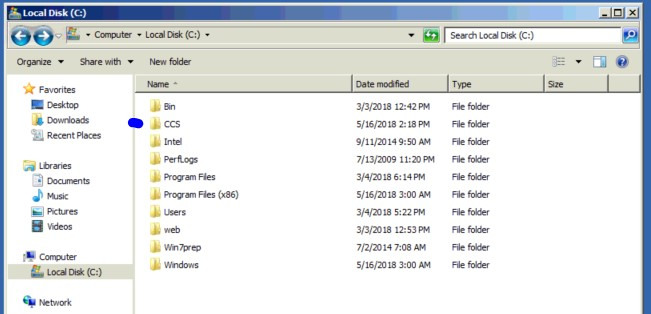 Local Disk (C:)
Computer Local Disk (C:) Search Local Disk (C:)
Organize Share with New folder
Name Date modified Type Size
Favorites
Desktop
Downloads
Recent Places
Libraries
Documents
Music
Pictures
Videos
Computer
Local Disk (C:)
Network
Bin 3/3/2018 12:42 PM File folder
CCS 5/16/2018 2:18 PM File folder
Intel 9/11/2014 9:50 AM File folder
PerfLogs 7/13/2009 11:20 PM File folder
Program Files 3/4/2018 6:14 PM File folder
Program Files (x86) 5/16/2018 3:00 AM File folder
Users 3/4/2018 5:22 PM File folder
web 3/3/2018 12:53 PM File folder
Win7prep 7/2/2014 7:08 AM File folder
Windows 5/16/2018 3:00 AM File folder